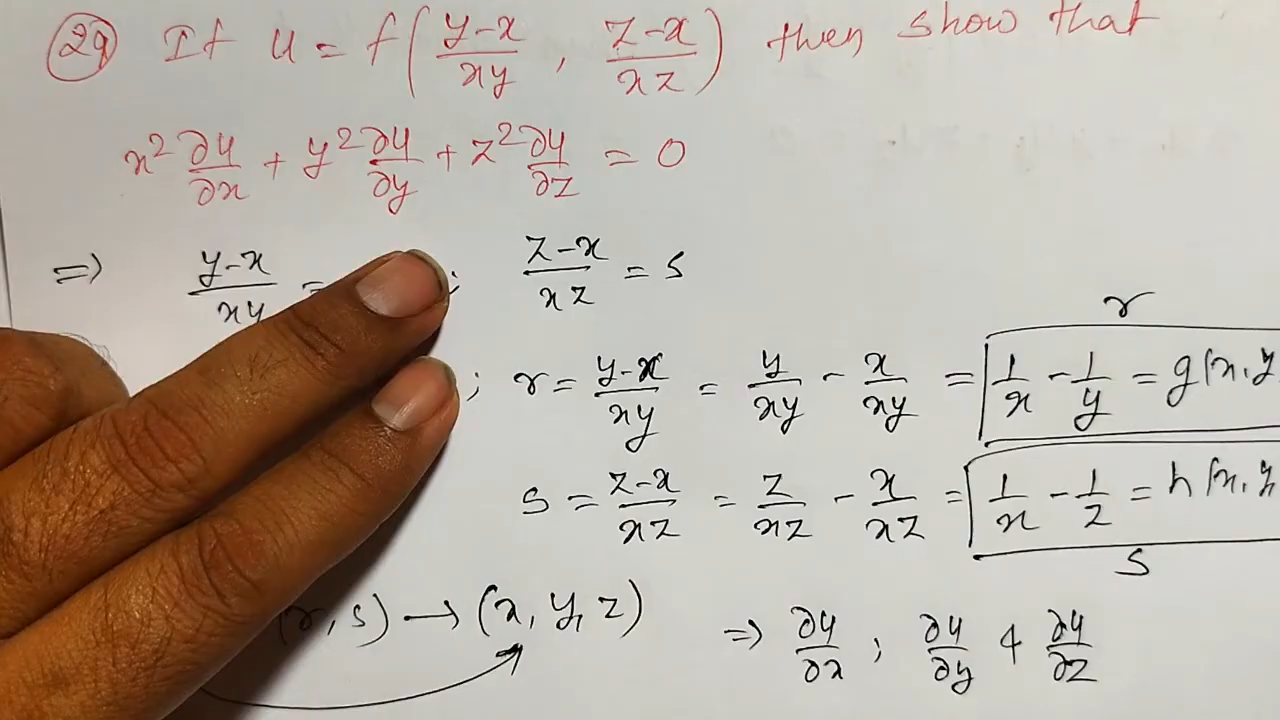 (29) If u = f((y-x)/(xy), (z-x)/(xz)) then show that
x² ∂u/∂x + y² ∂u/∂y + z² ∂u/∂z = 0
⇒ (y-x)/(xy) = ; (z-x)/(xz) = s
r
; r = (y-x)/(xy) = y/(xy) - x/(xy) = 1/x - 1/y = g(x,y
s = (z-x)/(xz) = z/(xz) - x/(xz) = 1/x - 1/z = h(x,
s
(r, s) → (x, y, z) ⇒ ∂u/∂x ; ∂u/∂y & ∂u/∂z